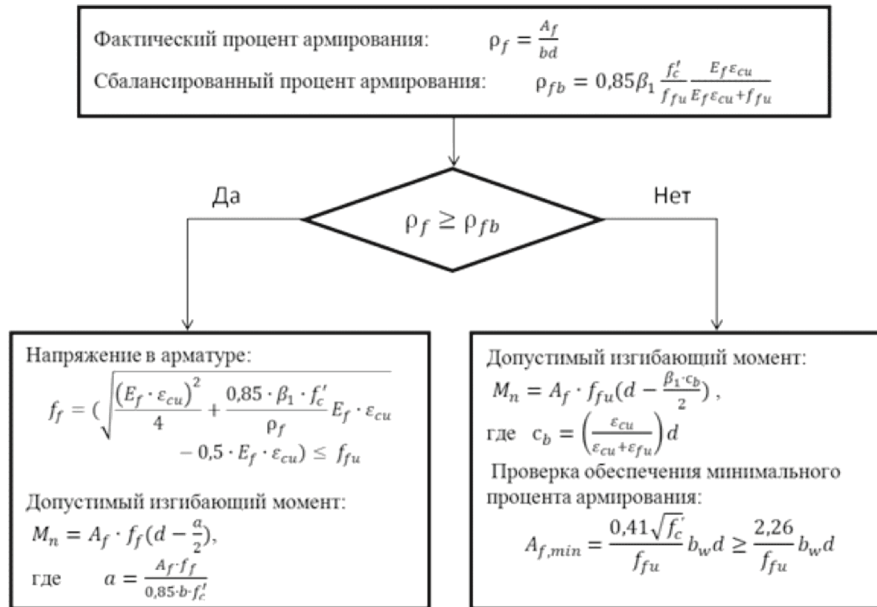 Фактический процент армирования: ρ_f = A_f / bd
Сбалансированный процент армирования: ρ_fb = 0,85β₁ (f′_c / f_fu) (E_f ε_cu / (E_f ε_cu + f_fu))
Да
Нет
ρ_f ≥ ρ_fb
Напряжение в арматуре:
f_f = (√((E_f · ε_cu)² / 4 + (0,85 · β₁ · f′_c / ρ_f) E_f · ε_cu)
− 0,5 · E_f · ε_cu) ≤ f_fu
Допустимый изгибающий момент:
M_n = A_f · f_f(d − a/2),
где a = A_f·f_f / (0,85·b·f′_c)
Допустимый изгибающий момент:
M_n = A_f · f_fu(d − β₁·c_b / 2) ,
где c_b = (ε_cu / (ε_cu+ε_fu)) d
Проверка обеспечения минимального
процента армирования:
A_f,min = (0,41√f′_c / f_fu) b_w d ≥ (2,26 / f_fu) b_w d